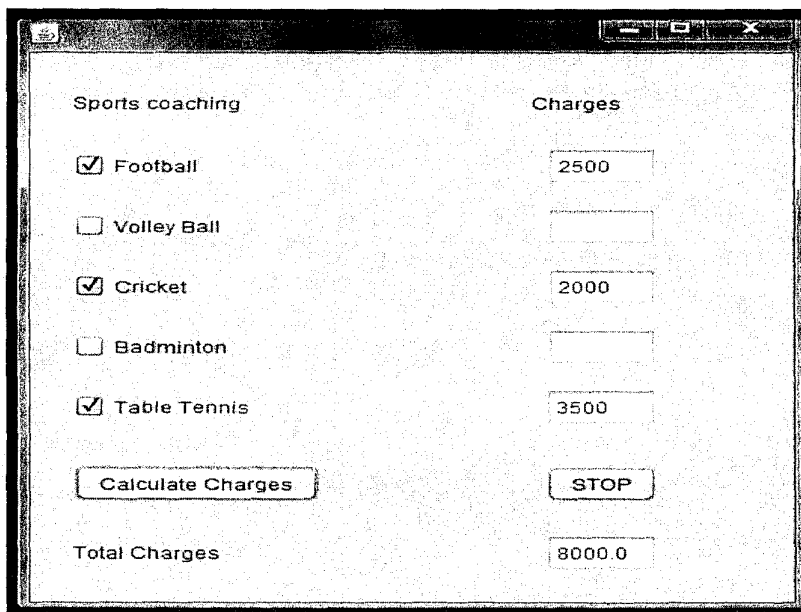 Sports coaching Charges
Football 2500
Volley Ball
Cricket 2000
Badminton
Table Tennis 3500
Calculate Charges STOP
Total Charges 8000.0